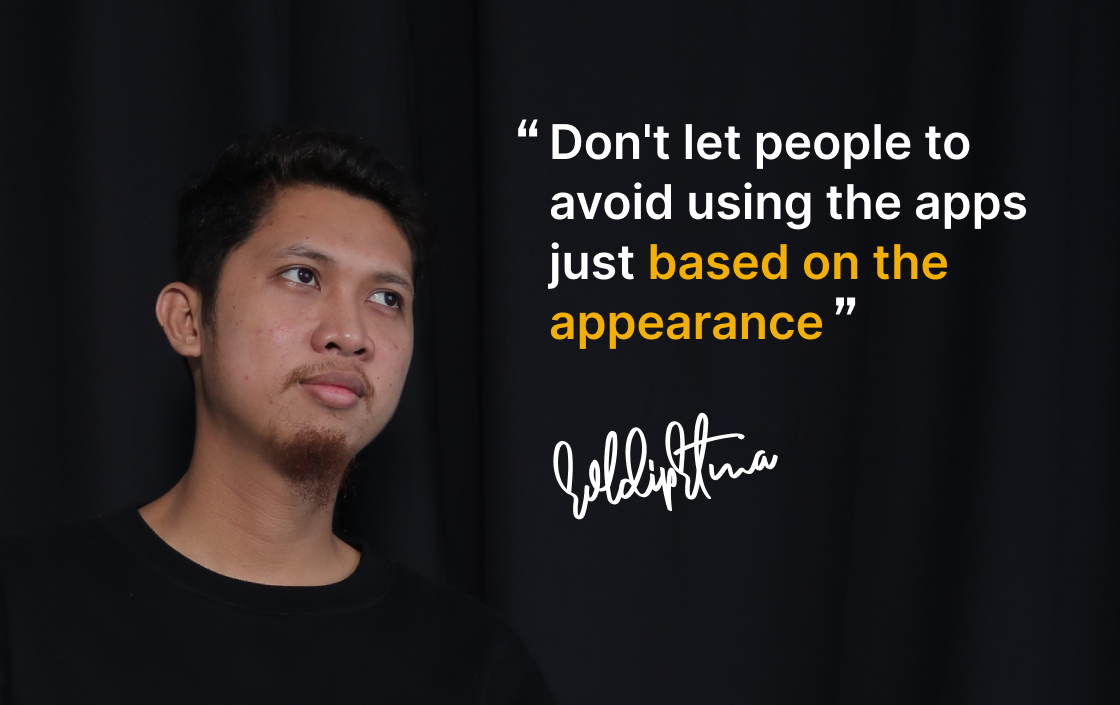 “ Don't let people to
avoid using the apps
just based on the
appearance ”